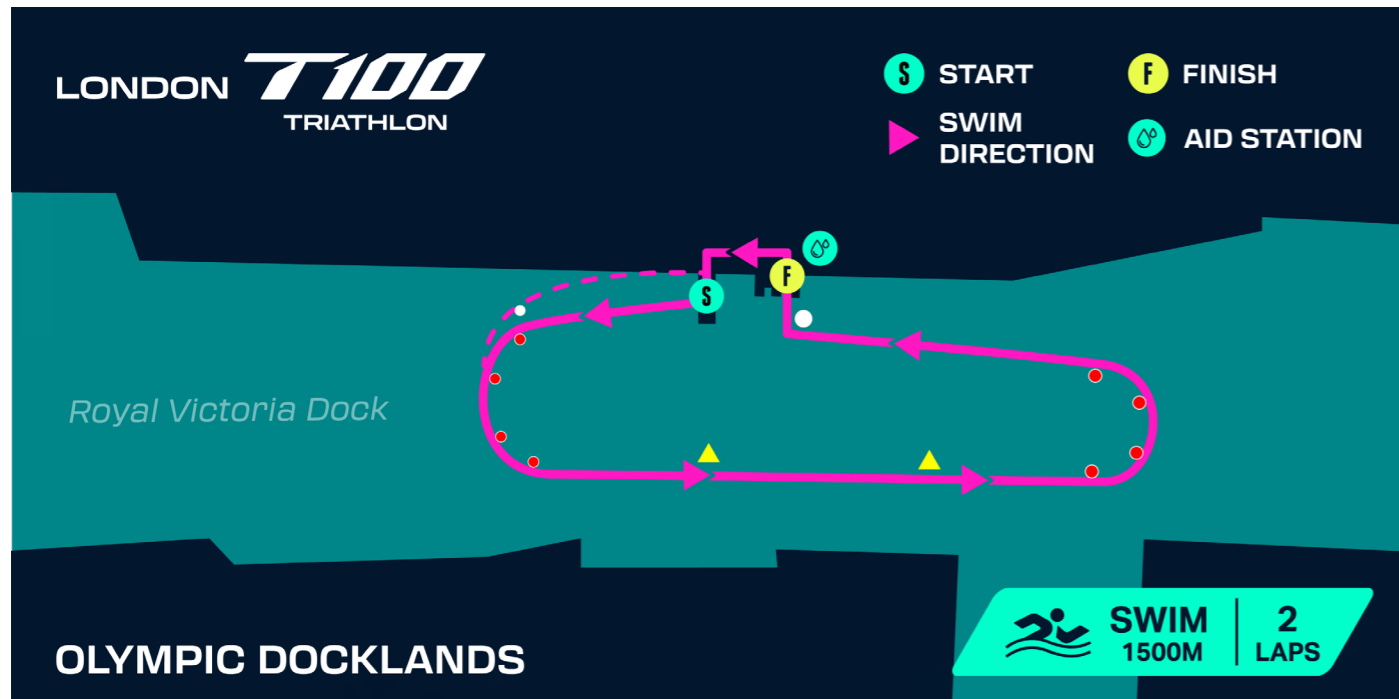 LONDON T100
TRIATHLON
S START
F FINISH
SWIM
DIRECTION
AID STATION
S
F
Royal Victoria Dock
OLYMPIC DOCKLANDS
SWIM
1500M
2
LAPS